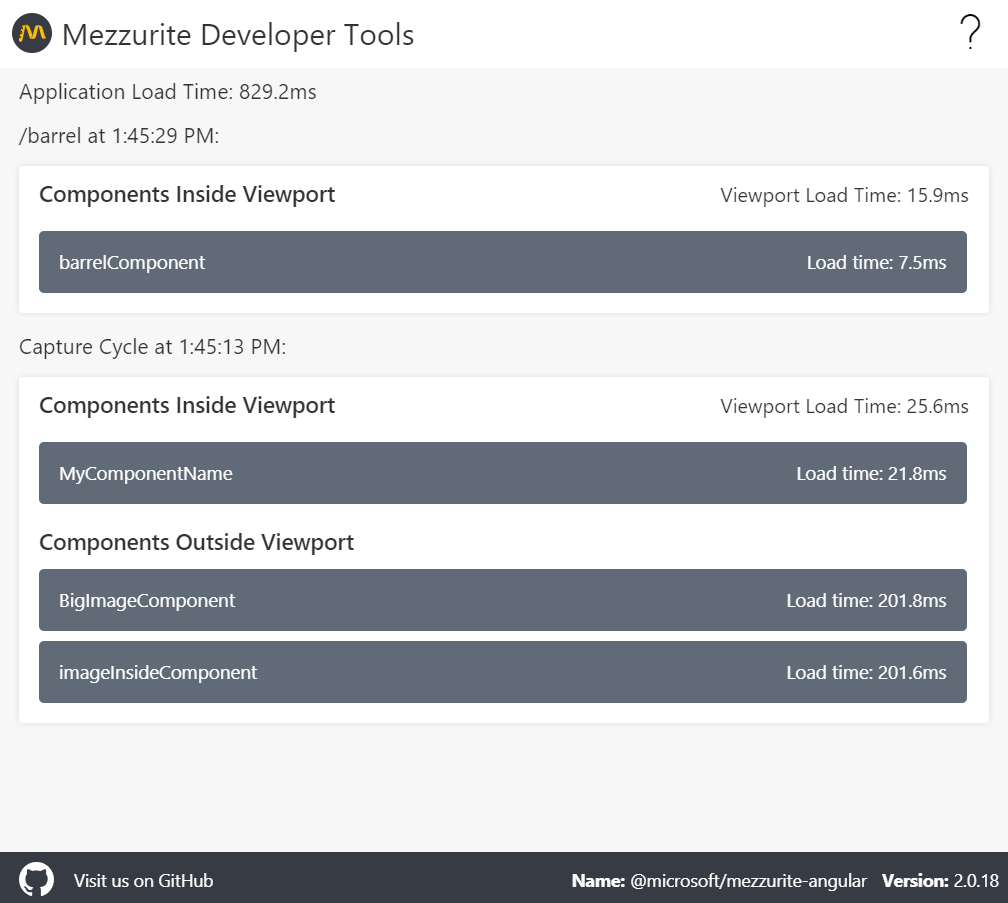 Mezzurite Developer Tools ?
Application Load Time: 829.2ms
/barrel at 1:45:29 PM:
Components Inside Viewport Viewport Load Time: 15.9ms
barrelComponent Load time: 7.5ms
Capture Cycle at 1:45:13 PM:
Components Inside Viewport Viewport Load Time: 25.6ms
MyComponentName Load time: 21.8ms
Components Outside Viewport
BigImageComponent Load time: 201.8ms
imageInsideComponent Load time: 201.6ms
Visit us on GitHub Name: @microsoft/mezzurite-angular Version: 2.0.18